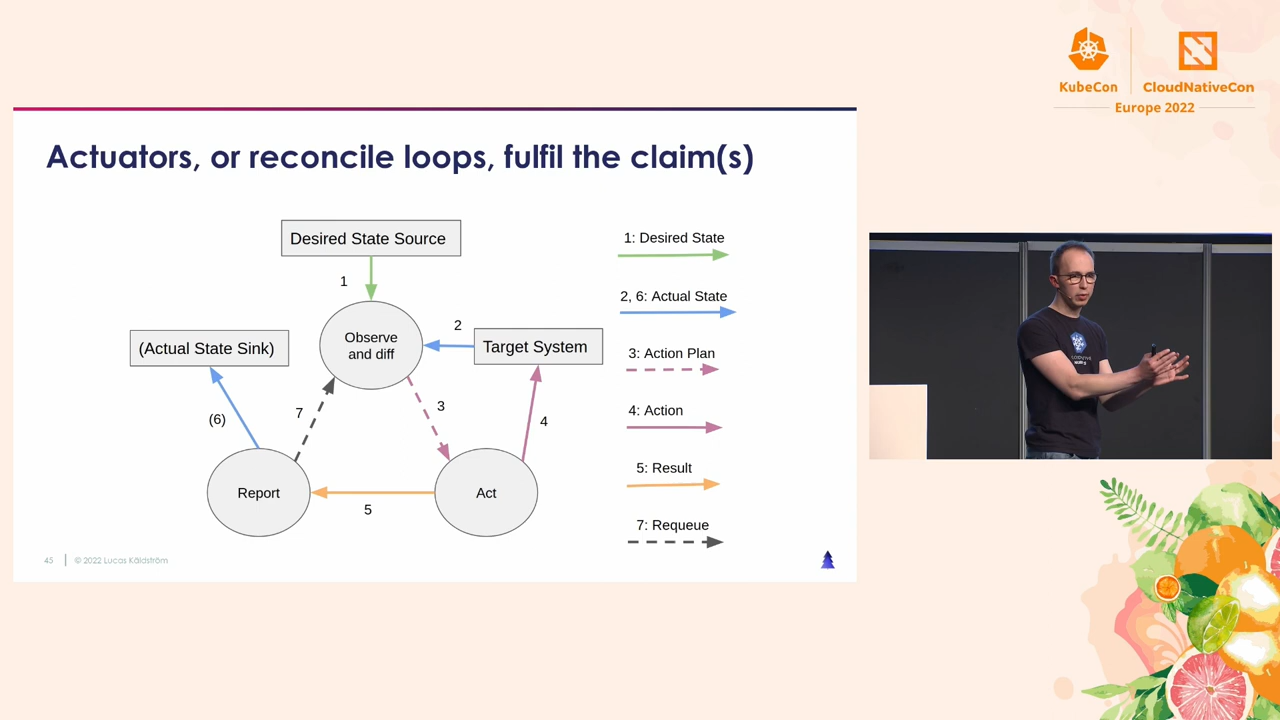 KubeCon
CloudNativeCon
Europe 2022
Actuators, or reconcile loops, fulfil the claim(s)
Desired State Source
1
Observe
and diff
2
Target System
(Actual State Sink)
(6)
7
3
4
Report
5
Act
1: Desired State
2, 6: Actual State
3: Action Plan
4: Action
5: Result
7: Requeue
45
© 2022 Lucas Käldström